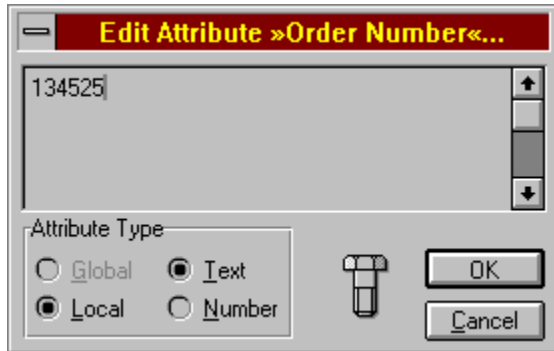 Edit Attribute »Order Number«...
134525
Attribute Type
Global
Text
Local
Number
OK
Cancel